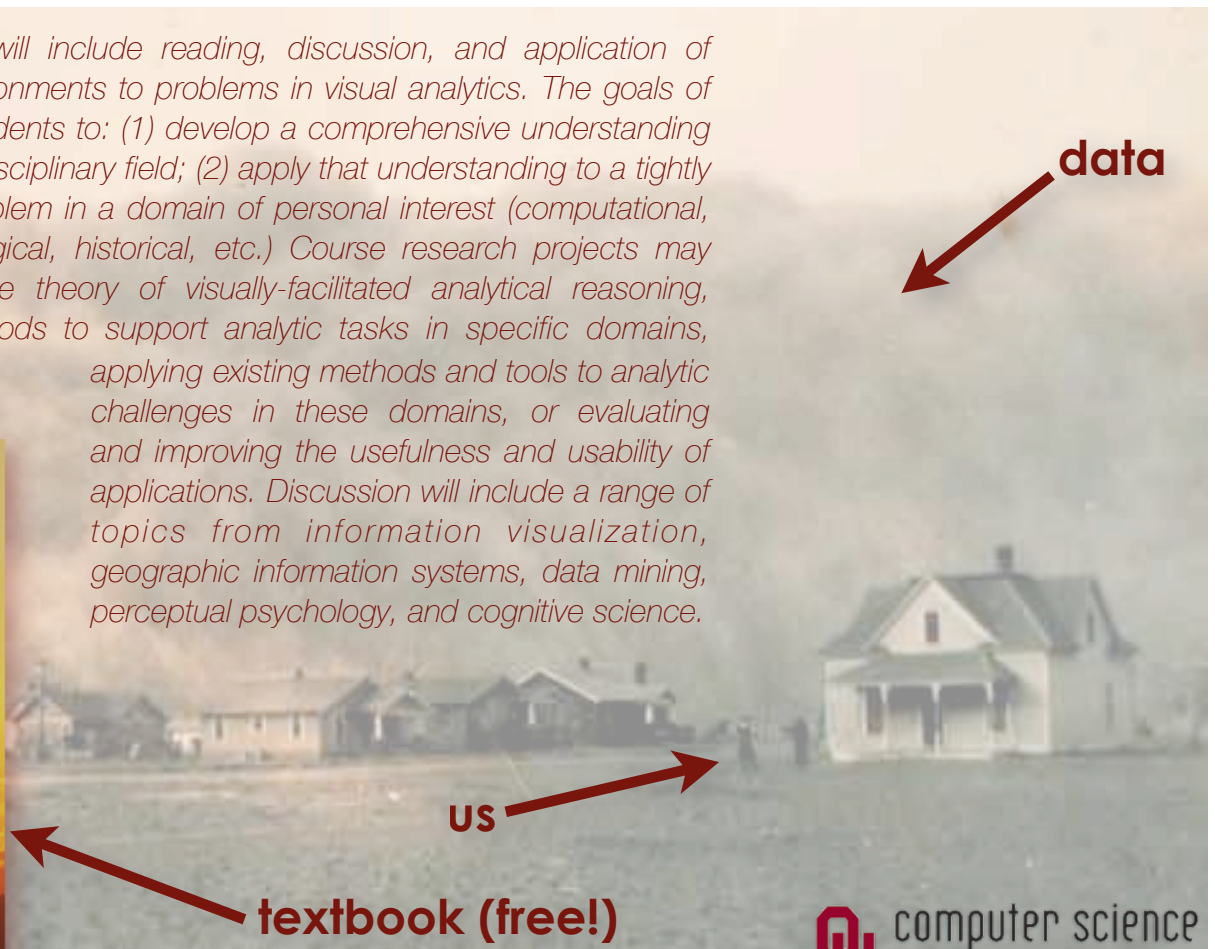 will include reading, discussion, and application of
onments to problems in visual analytics. The goals of
dents to: (1) develop a comprehensive understanding
sciplinary field; (2) apply that understanding to a tightly
blem in a domain of personal interest (computational,
gical, historical, etc.) Course research projects may
e theory of visually-facilitated analytical reasoning,
ods to support analytic tasks in specific domains,
applying existing methods and tools to analytic
challenges in these domains, or evaluating
and improving the usefulness and usability of
applications. Discussion will include a range of
topics from information visualization,
geographic information systems, data mining,
perceptual psychology, and cognitive science.
data
us
textbook (free!)
computer science